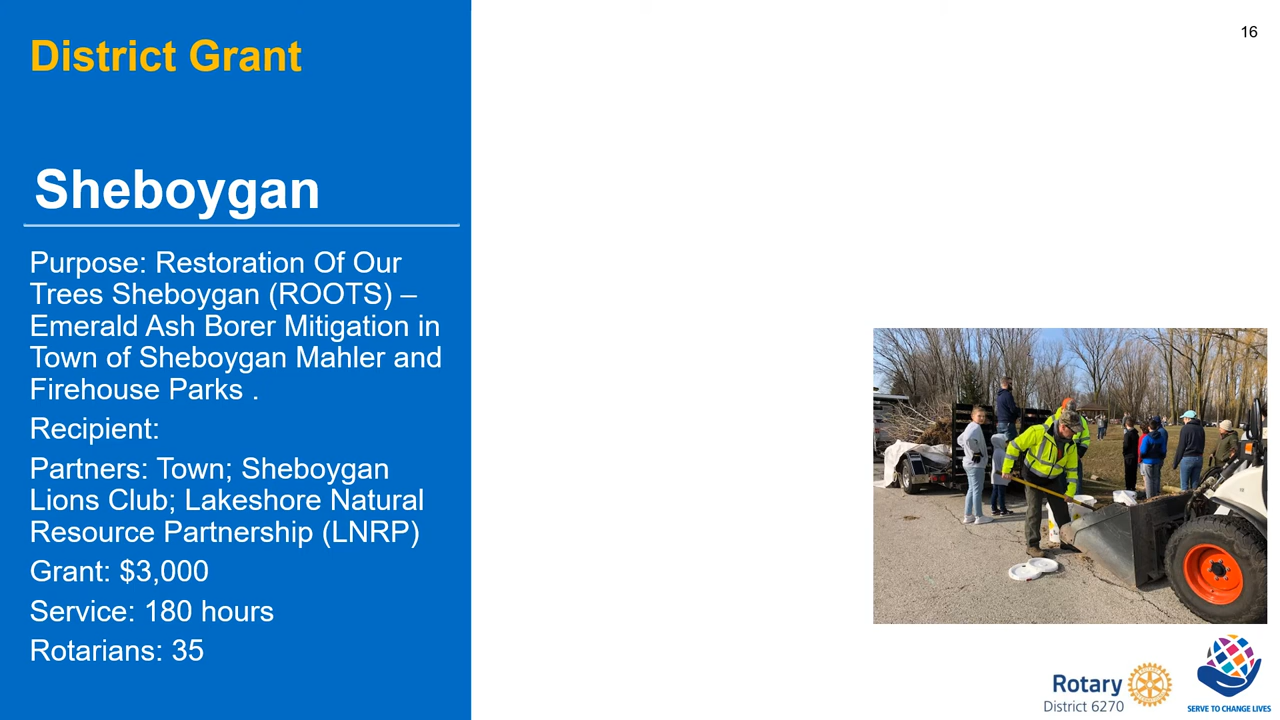 District Grant
16
Sheboygan
Purpose: Restoration Of Our
Trees Sheboygan (ROOTS) –
Emerald Ash Borer Mitigation in
Town of Sheboygan Mahler and
Firehouse Parks .
Recipient:
Partners: Town; Sheboygan
Lions Club; Lakeshore Natural
Resource Partnership (LNRP)
Grant: $3,000
Service: 180 hours
Rotarians: 35
Rotary
District 6270
SERVE TO CHANGE LIVES